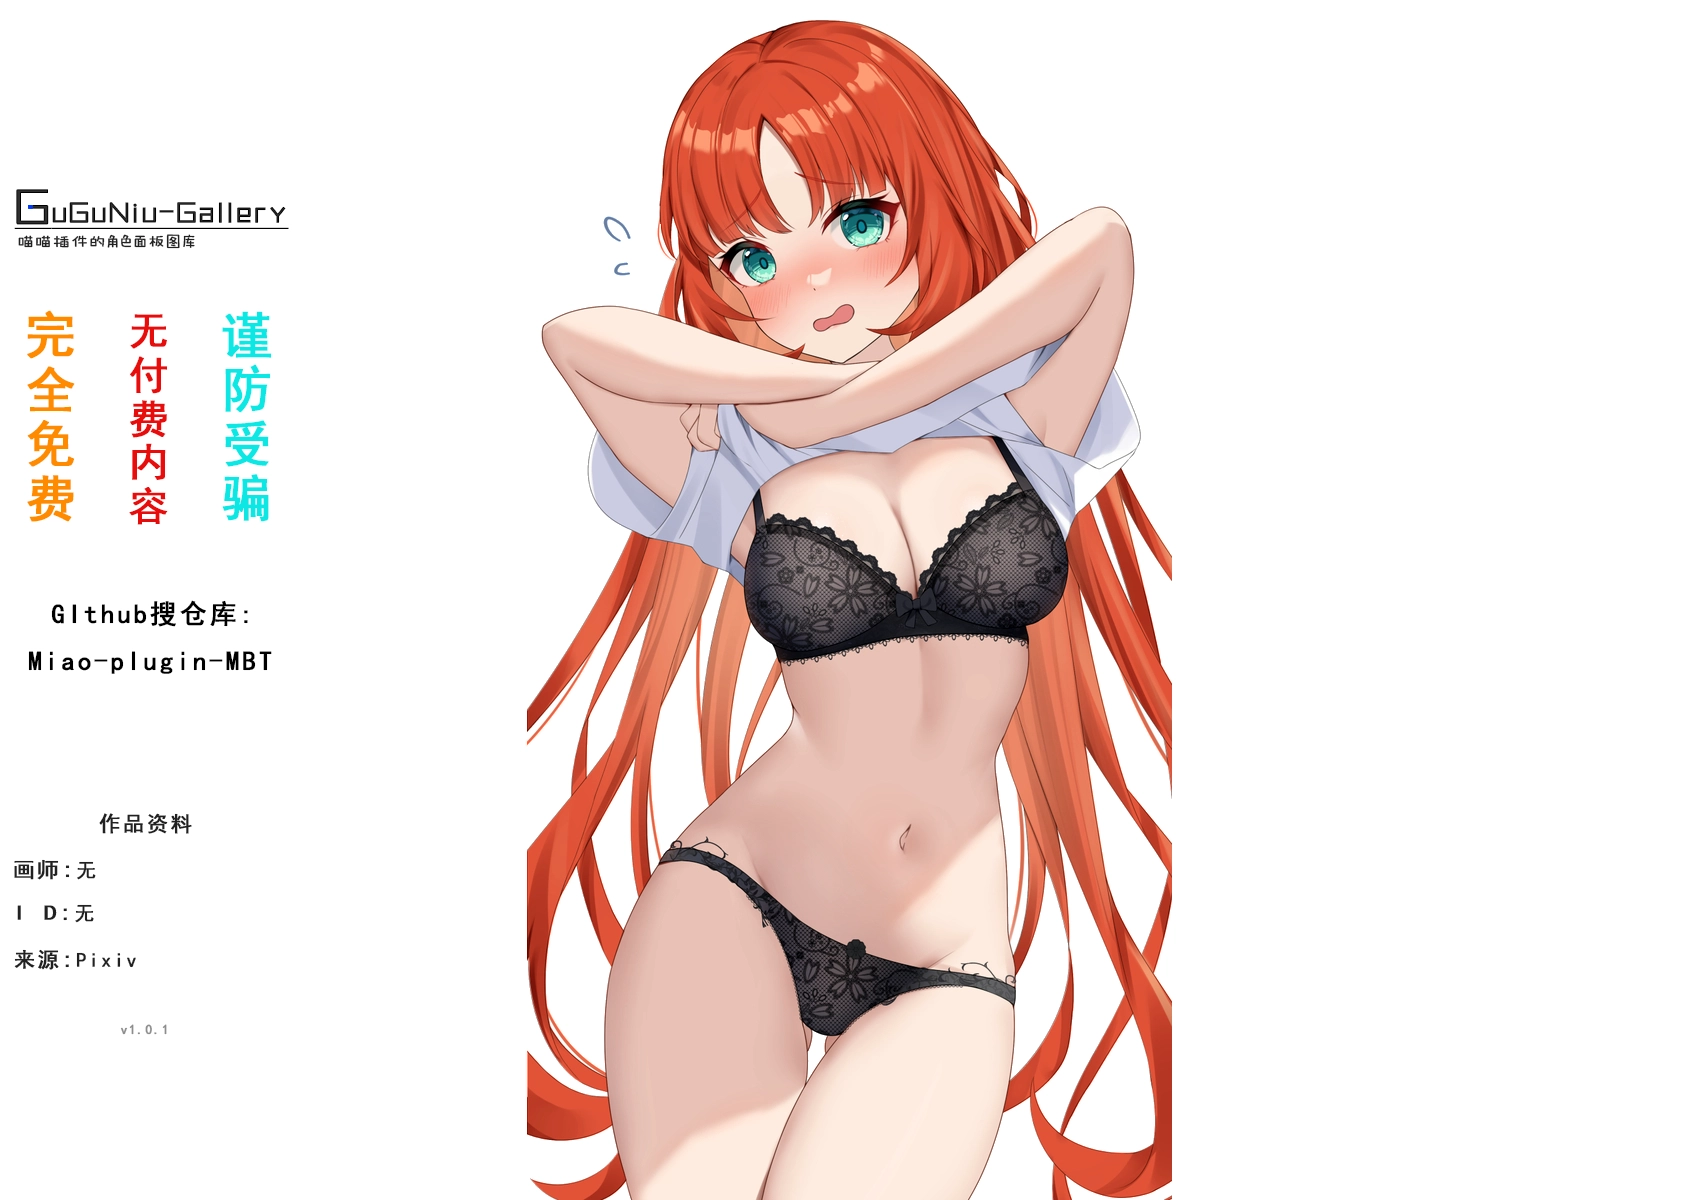 GuGuNiu-Gallery
喵喵插件的角色面板图库
完全免费
无付费内容
谨防受骗
GIthub搜仓库:
Miao-plugin-MBT
作品资料
画师:无
I D:无
来源:Pixiv
v1.0.1